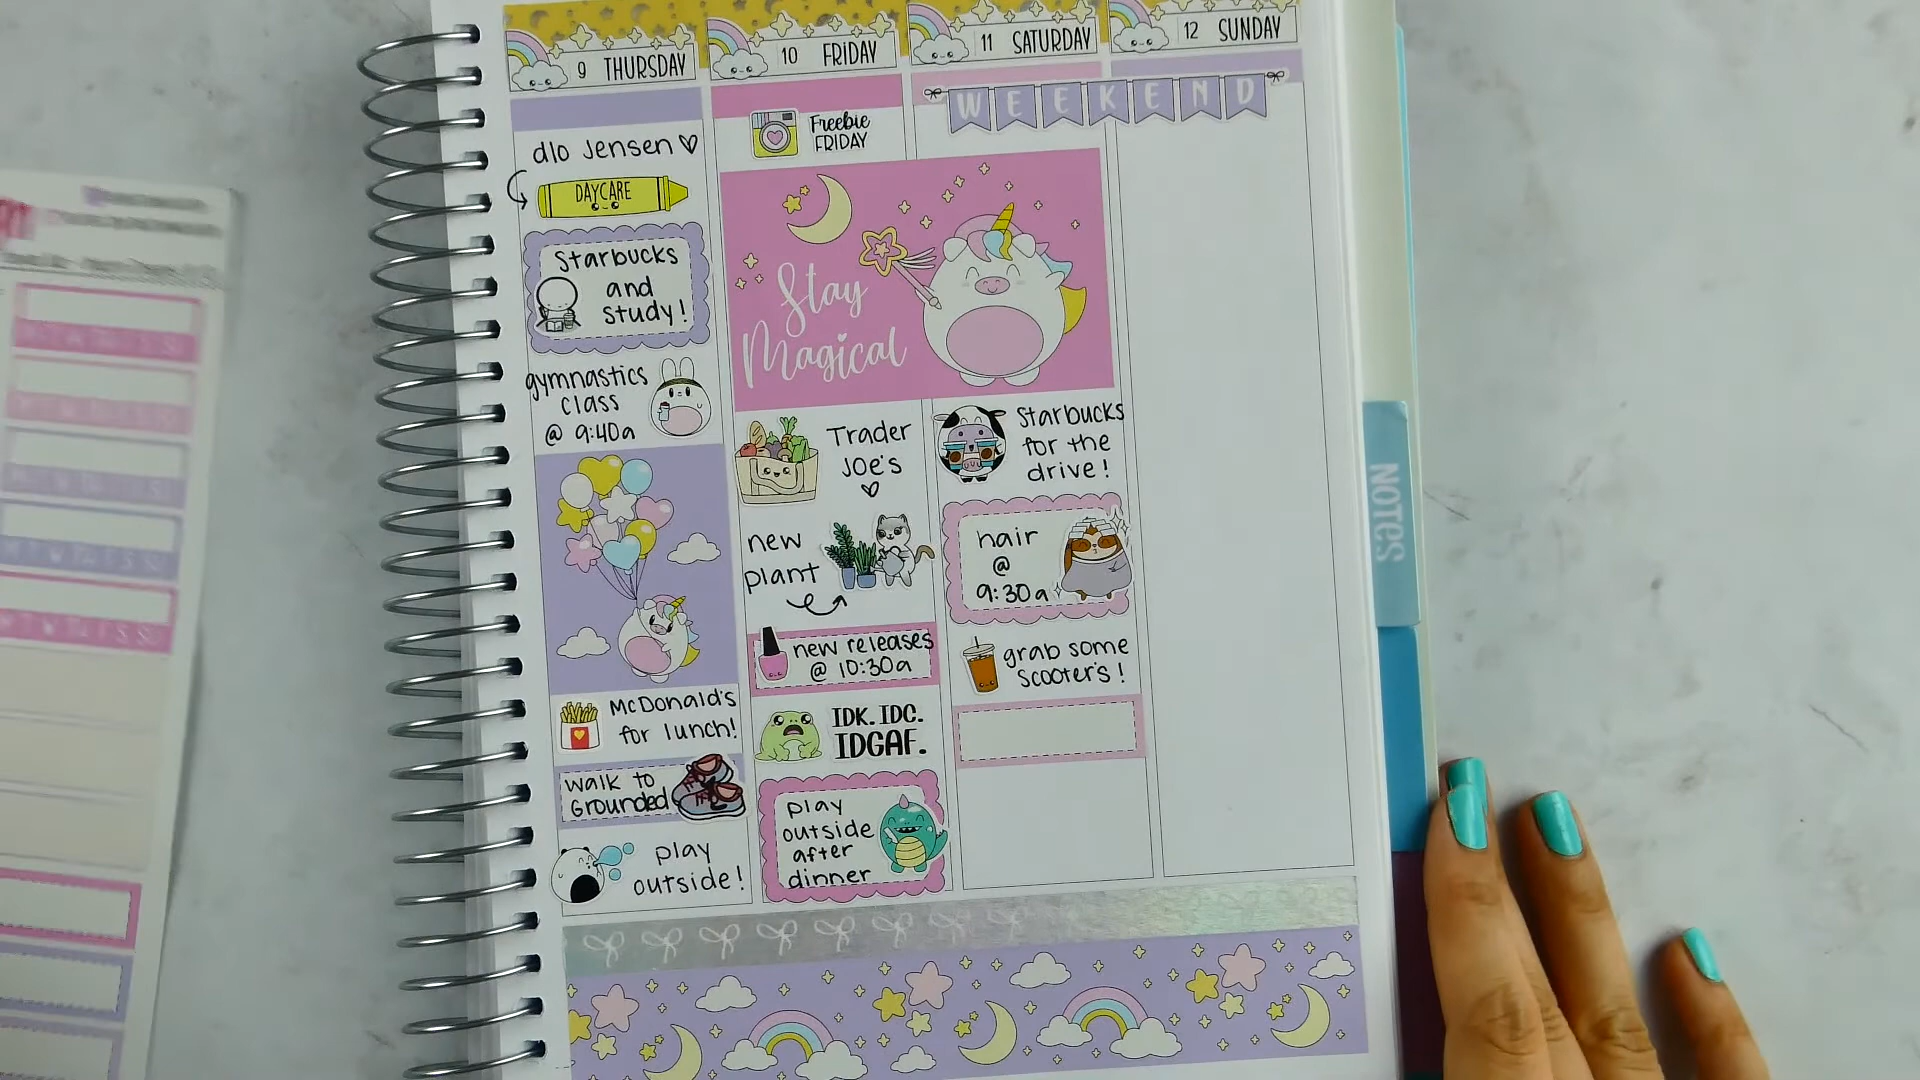 9 THURSDAY
10 FRIDAY
11 SATURDAY
12 SUNDAY
WEEKEND
d/o Jensen
DAYCARE
Starbucks
and
study!
gymnastics
class
@ 9:40a
McDonald's
for lunch!
walk to
Grounded
play
outside!
Freebie
FRIDAY
Stay
Magical
Trader
Joe's
new
plant
new releases
@ 10:30a
IDK. IDC.
IDGAF.
play
outside
after
dinner
Starbucks
for the
drive!
hair
@
9:30a
grab some
Scooter's!
NOTES